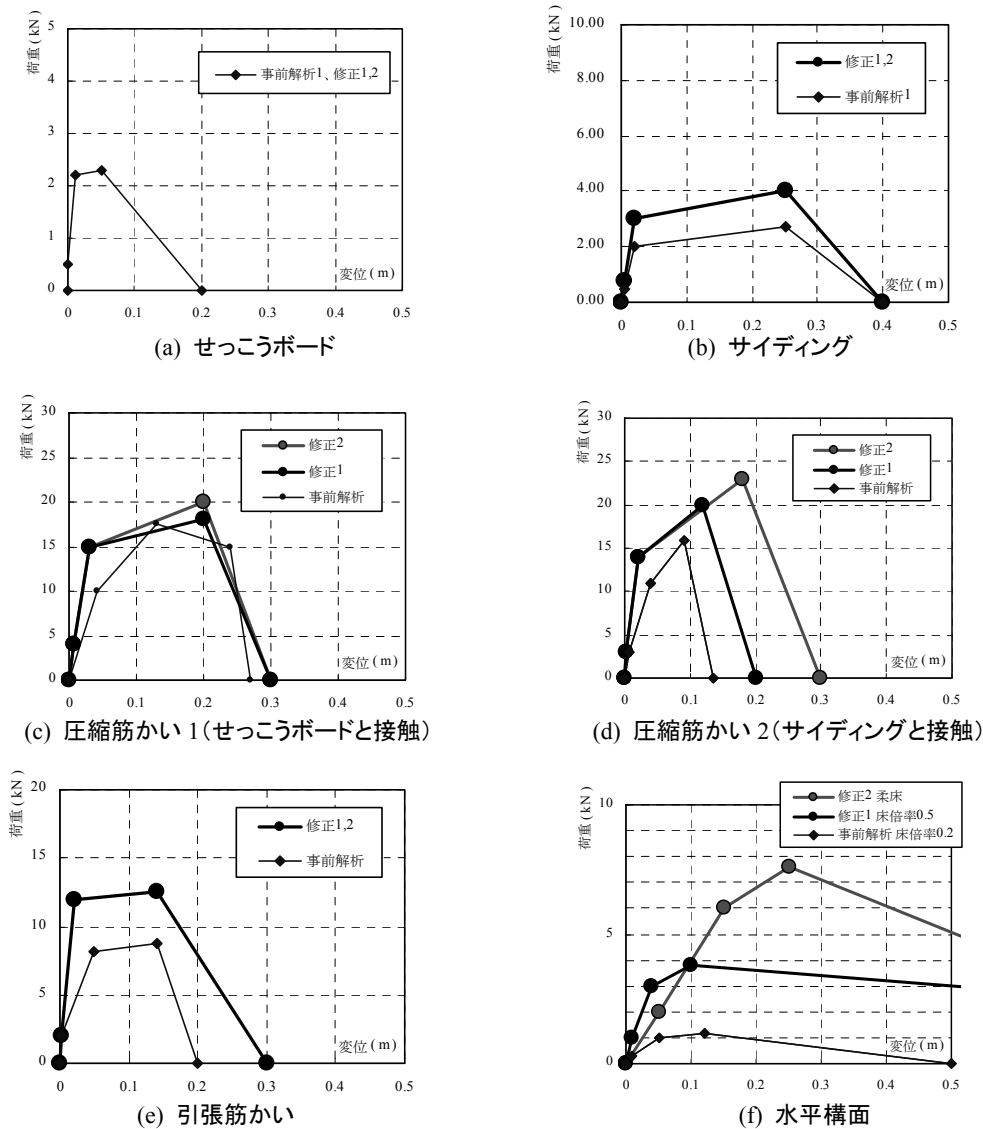 荷重(kN)
5
4
3
2
1
0
事前解析1、修正1,2
変位(m)
0 0.1 0.2 0.3 0.4 0.5
(a) せっこうボード
荷重(kN)
10.00
8.00
6.00
4.00
2.00
0.00
修正1,2
事前解析1
変位(m)
0 0.1 0.2 0.3 0.4 0.5
(b) サイディング
荷重(kN)
30
25
20
15
10
5
0
修正2
修正1
事前解析
変位(m)
0 0.1 0.2 0.3 0.4 0.5
(c) 圧縮筋かい 1(せっこうボードと接触)
荷重(kN)
30
25
20
15
10
5
0
修正2
修正1
事前解析
変位(m)
0 0.1 0.2 0.3 0.4 0.5
(d) 圧縮筋かい 2(サイディングと接触)
荷重(kN)
20
15
10
5
0
修正1,2
事前解析
変位(m)
0 0.1 0.2 0.3 0.4 0.5
(e) 引張筋かい
荷重(kN)
10
5
0
修正2 柔床
修正1 床倍率0.5
事前解析 床倍率0.2
変位(m)
0 0.1 0.2 0.3 0.4 0.5
(f) 水平構面